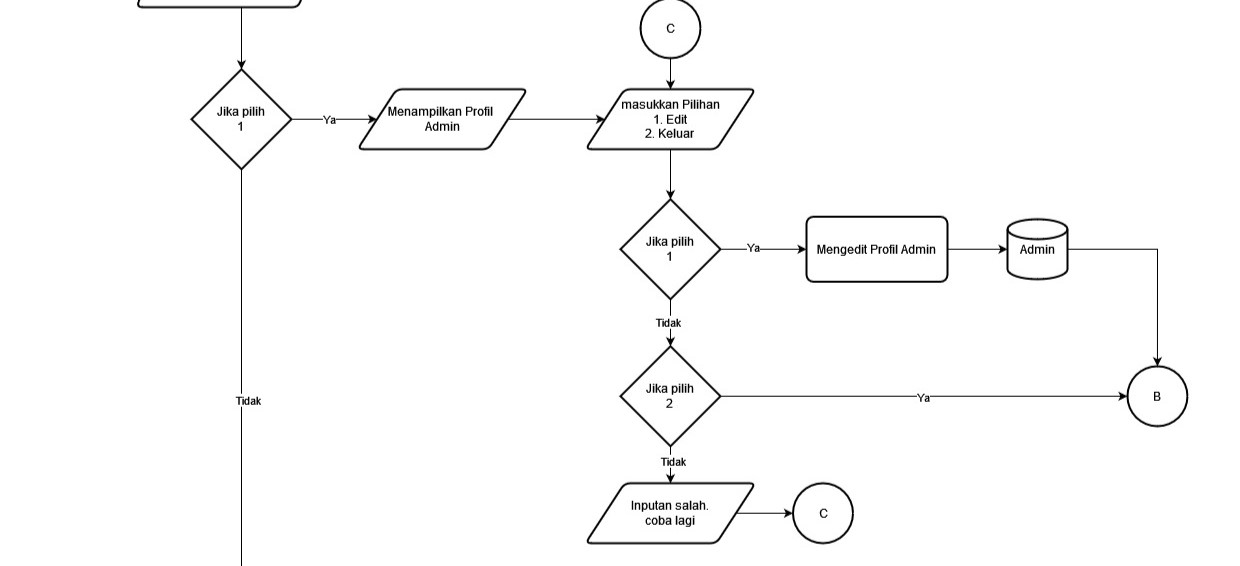 C
Jika pilih
1
Ya
Menampilkan Profil
Admin
masukkan Pilihan
1. Edit
2. Keluar
Jika pilih
1
Ya
Mengedit Profil Admin
Admin
Tidak
Jika pilih
2
Ya
B
Tidak
Tidak
Inputan salah.
coba lagi
C